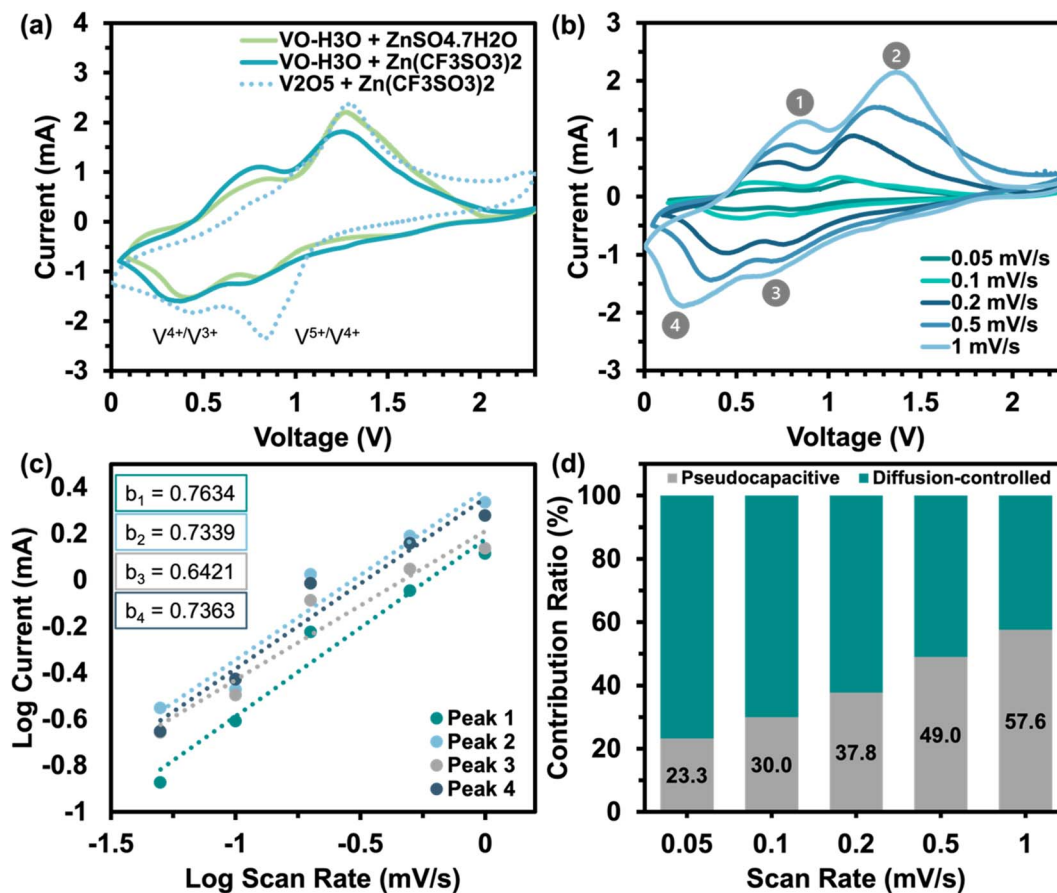 (a)
4
3
2
1
0
-1
-2
-3
Current (mA)
VO-H3O + ZnSO4.7H2O
VO-H3O + Zn(CF3SO3)2
V2O5 + Zn(CF3SO3)2
V⁴⁺/V³⁺
V⁵⁺/V⁴⁺
0
0.5
1
1.5
2
Voltage (V)
(b)
3
2
1
0
-1
-2
-3
Current (mA)
1
2
3
4
0.05 mV/s
0.1 mV/s
0.2 mV/s
0.5 mV/s
1 mV/s
0
0.5
1
1.5
2
Voltage (V)
(c)
0.4
0.2
0
-0.2
-0.4
-0.6
-0.8
-1
Log Current (mA)
b₁ = 0.7634
b₂ = 0.7339
b₃ = 0.6421
b₄ = 0.7363
Peak 1
Peak 2
Peak 3
Peak 4
-1.5
-1.0
-0.5
0
Log Scan Rate (mV/s)
(d)
Pseudocapacitive
Diffusion-controlled
100
80
60
40
20
0
Contribution Ratio (%)
23.3
30.0
37.8
49.0
57.6
0.05
0.1
0.2
0.5
1
Scan Rate (mV/s)